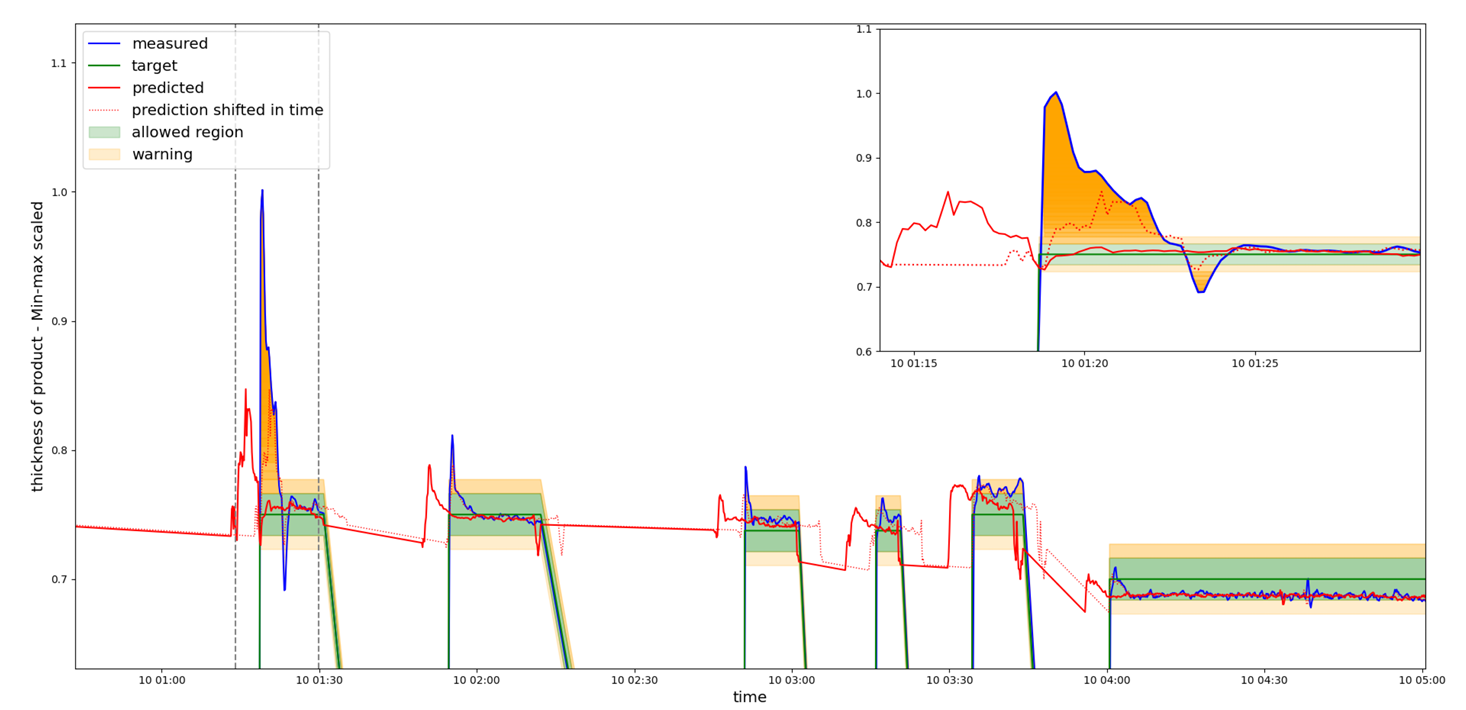 measured
target
predicted
prediction shifted in time
allowed region
warning
thickness of product - Min-max scaled
1.1
1.0
0.9
0.8
0.7
10 01:00
10 01:30
10 02:00
10 02:30
10 03:00
10 03:30
10 04:00
10 04:30
10 05:00
time
1.1
1.0
0.9
0.8
0.7
0.6
10 01:15
10 01:20
10 01:25